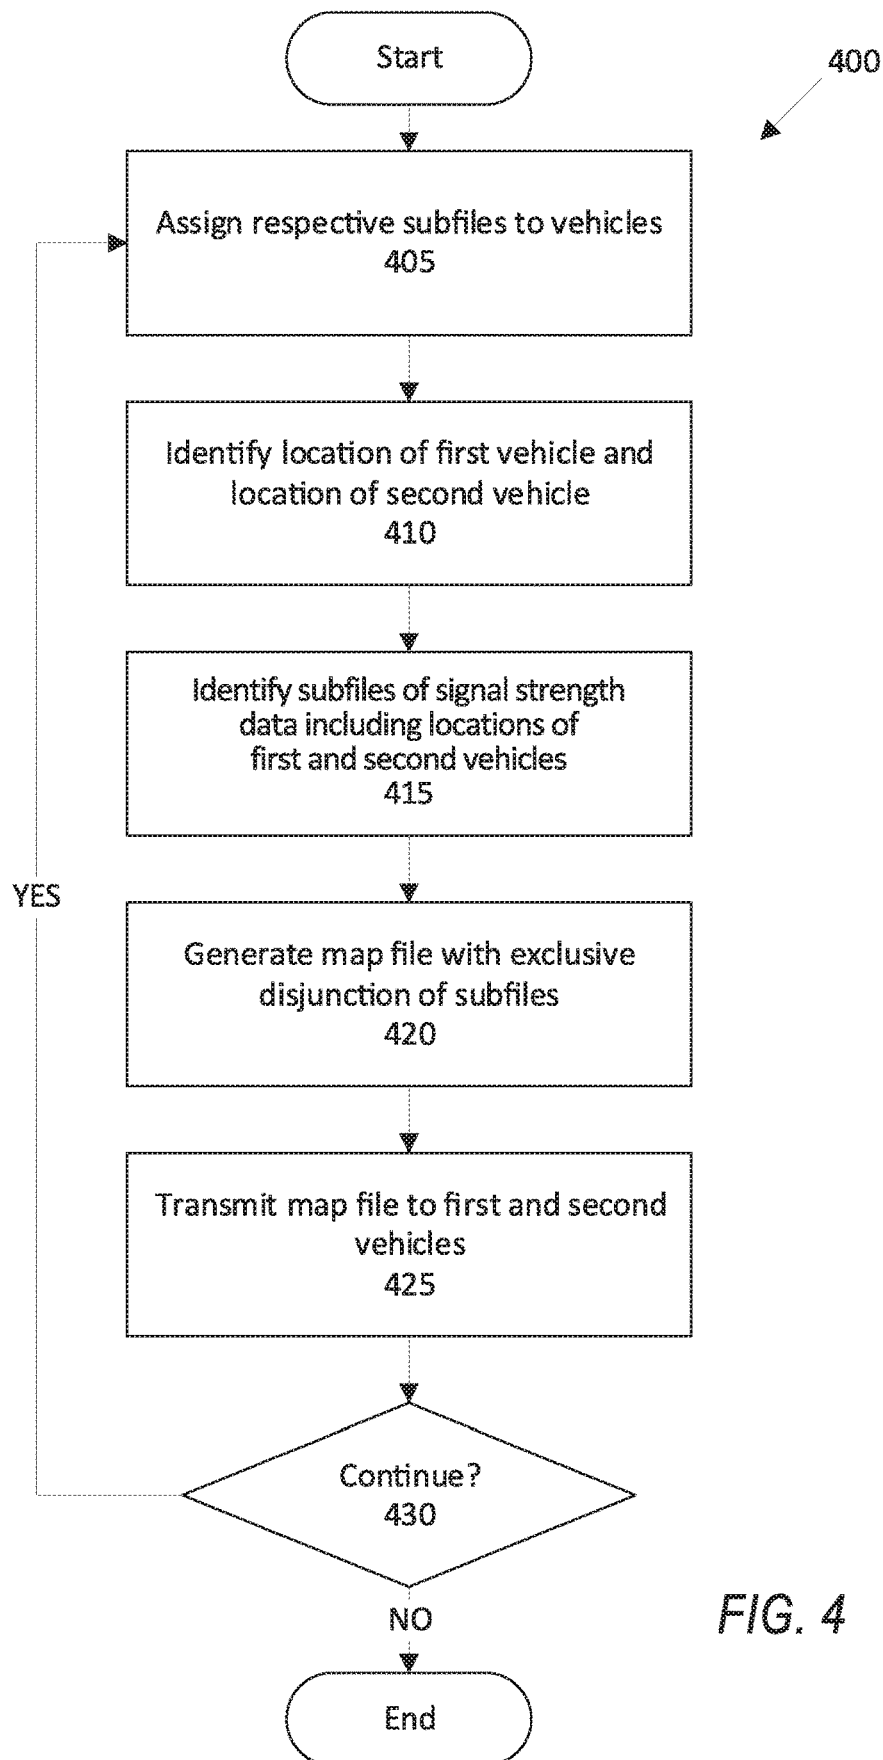 Start
400
Assign respective subfiles to vehicles
405
Identify location of first vehicle and
location of second vehicle
410
Identify subfiles of signal strength
data including locations of
first and second vehicles
415
YES
Generate map file with exclusive
disjunction of subfiles
420
Transmit map file to first and second
vehicles
425
Continue?
430
NO
FIG. 4
End